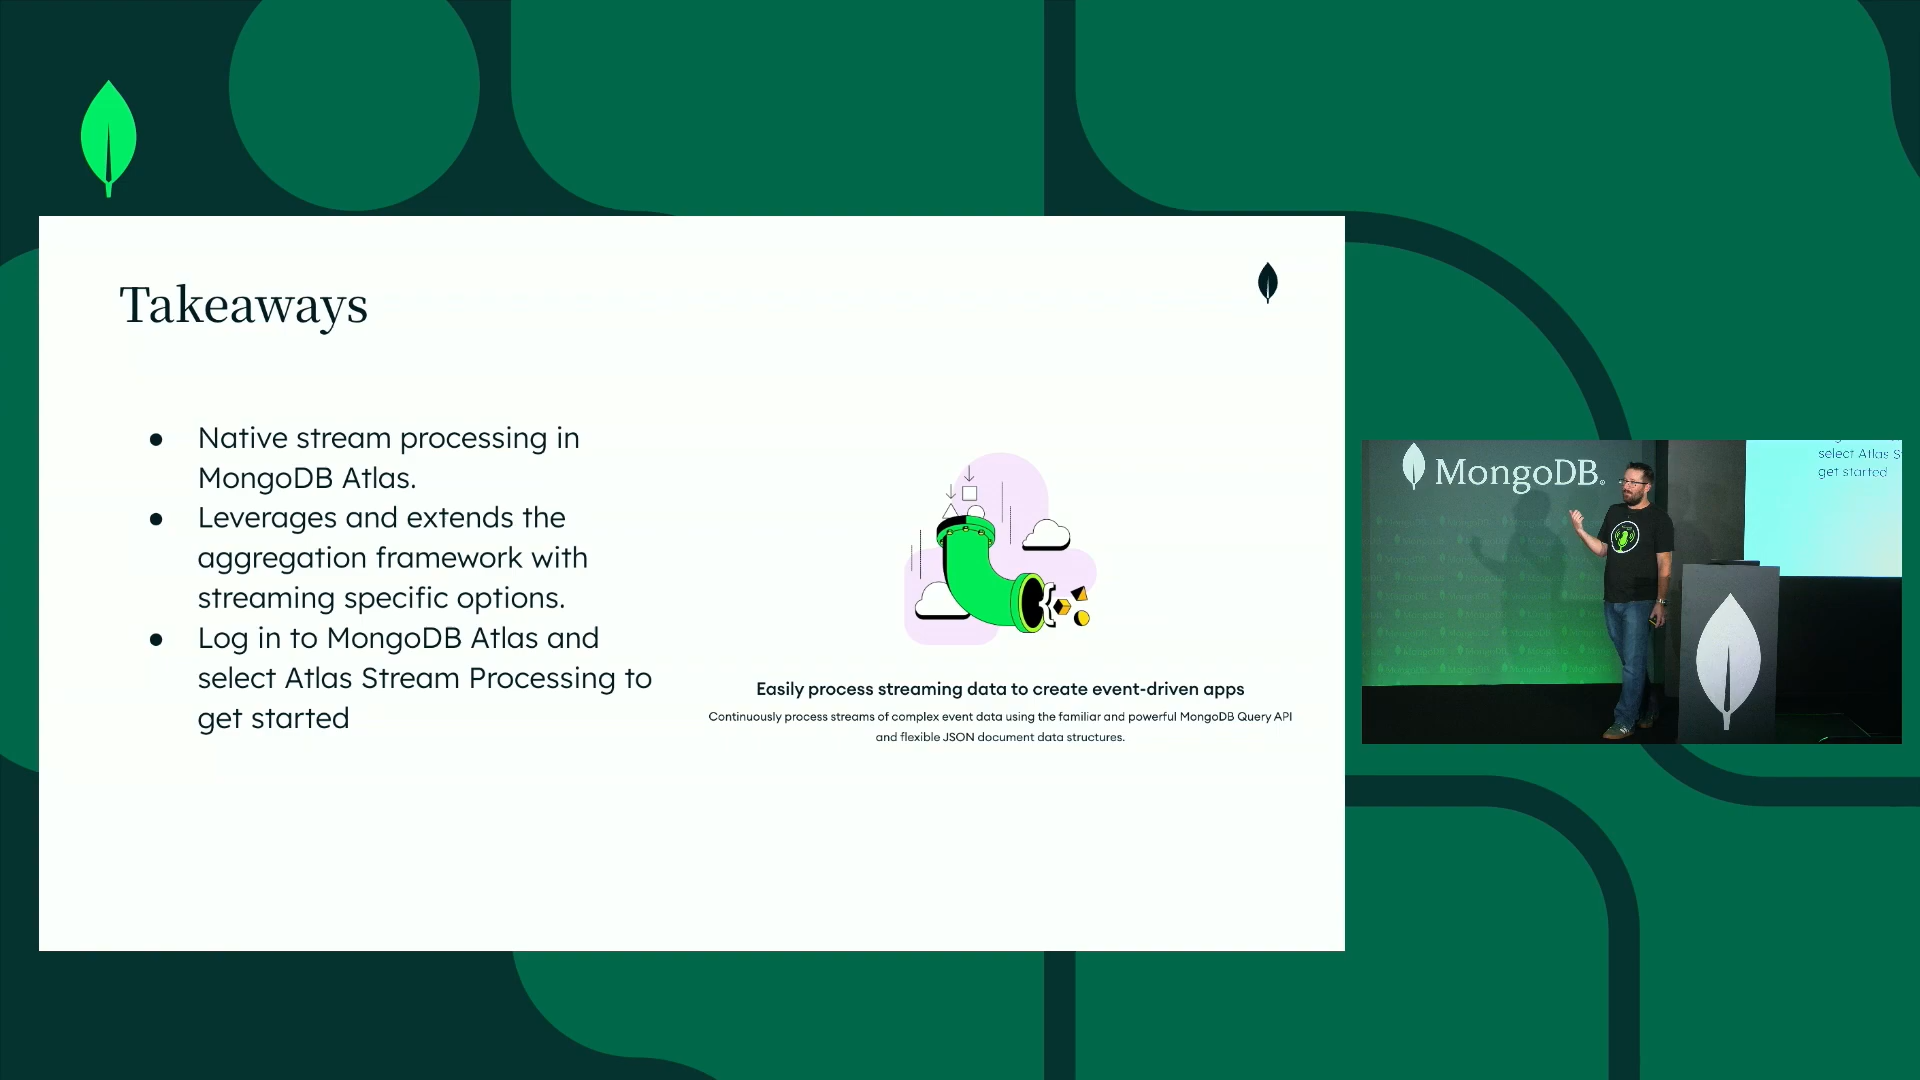 Takeaways
● Native stream processing in
MongoDB Atlas.
● Leverages and extends the
aggregation framework with
streaming specific options.
● Log in to MongoDB Atlas and
select Atlas Stream Processing to
get started
Easily process streaming data to create event-driven apps
Continuously process streams of complex event data using the familiar and powerful MongoDB Query API
and flexible JSON document data structures.
MongoDB®
select Atlas S
get started